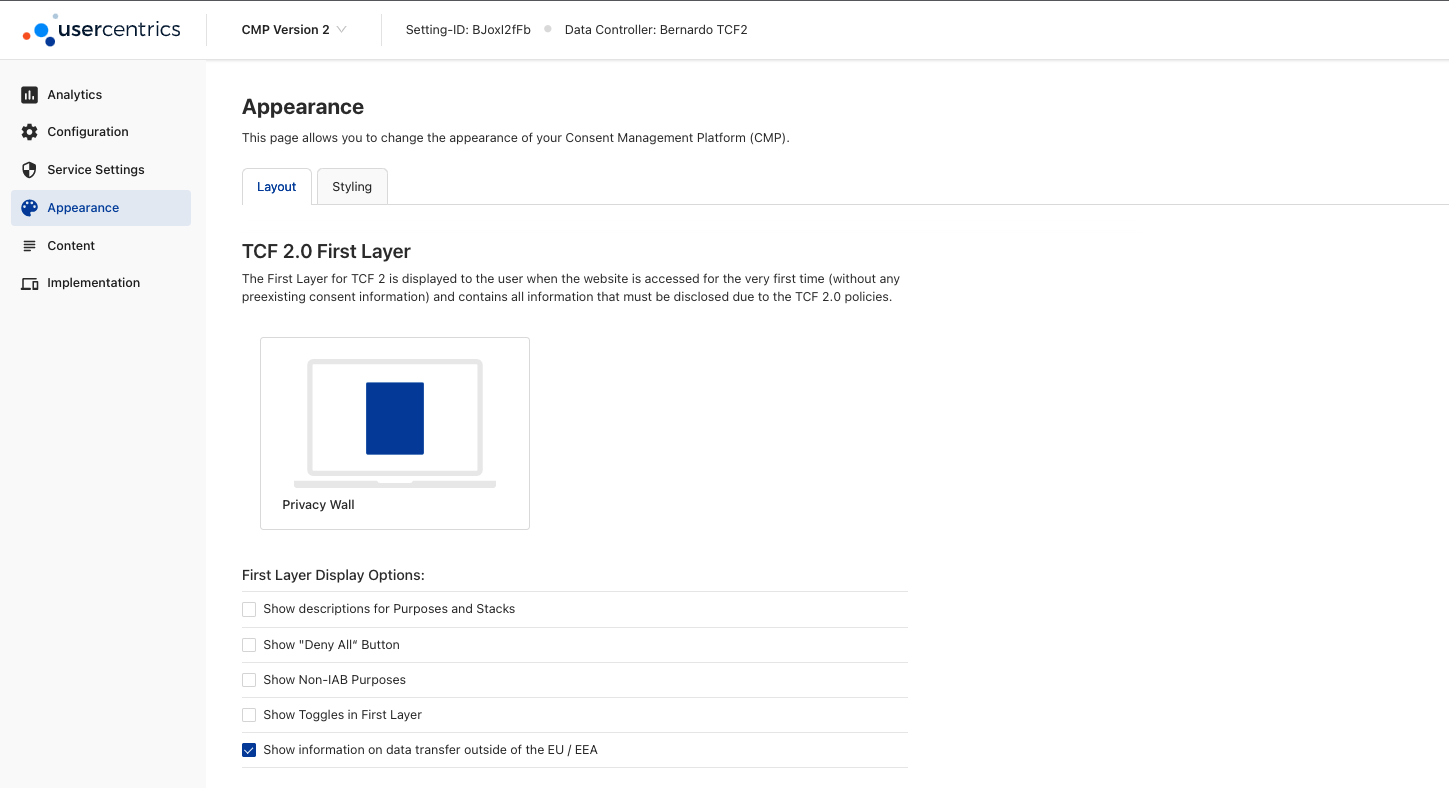 usercentrics
CMP Version 2
Setting-ID: BJoxl2fFb
Data Controller: Bernardo TCF2
Analytics
Configuration
Service Settings
Appearance
Content
Implementation
Appearance
This page allows you to change the appearance of your Consent Management Platform (CMP).
Layout
Styling
TCF 2.0 First Layer
The First Layer for TCF 2 is displayed to the user when the website is accessed for the very first time (without any
preexisting consent information) and contains all information that must be disclosed due to the TCF 2.0 policies.
Privacy Wall
First Layer Display Options:
Show descriptions for Purposes and Stacks
Show "Deny All“ Button
Show Non-IAB Purposes
Show Toggles in First Layer
Show information on data transfer outside of the EU / EEA